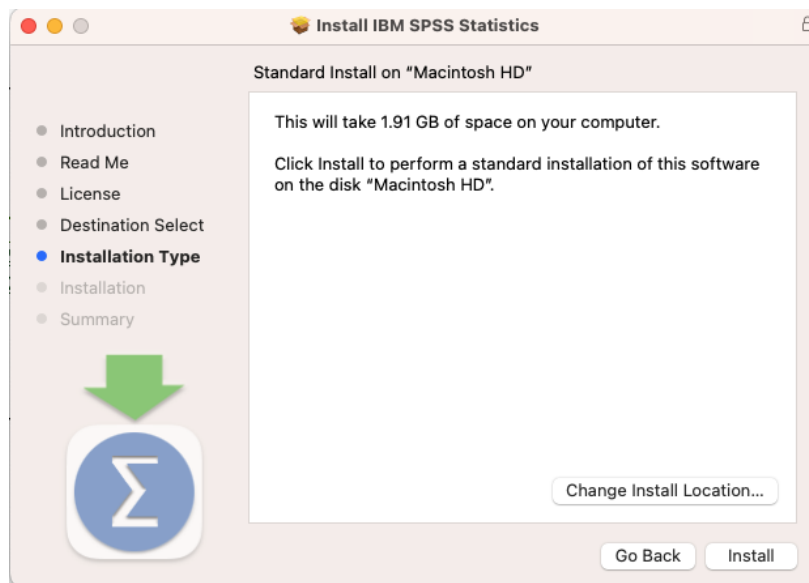 Install IBM SPSS Statistics
Standard Install on “Macintosh HD”
Introduction
Read Me
License
Destination Select
Installation Type
Installation
Summary
This will take 1.91 GB of space on your computer.
Click Install to perform a standard installation of this software
on the disk “Macintosh HD”.
Σ
Change Install Location...
Go Back
Install